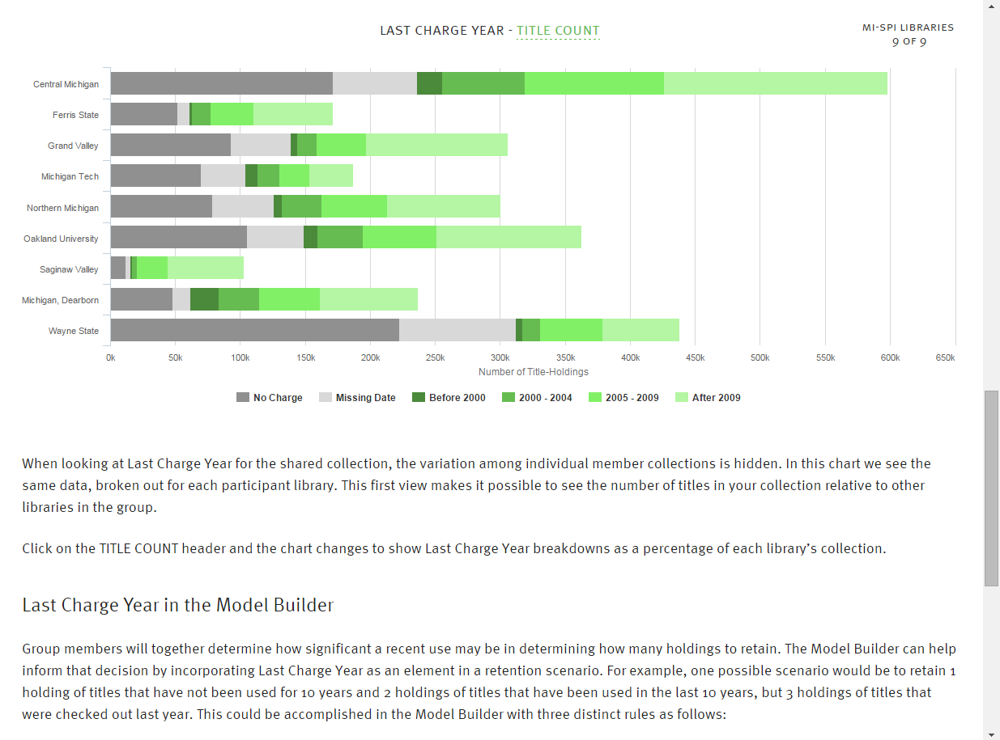 LAST CHARGE YEAR - TITLE COUNT
MI-SPI LIBRARIES
9 OF 9
Central Michigan
Ferris State
Grand Valley
Michigan Tech
Northern Michigan
Oakland University
Saginaw Valley
Michigan, Dearborn
Wayne State
0k 50k 100k 150k 200k 250k 300k 350k 400k 450k 500k 550k 600k 650k
Number of Title-Holdings
No Charge Missing Date Before 2000 2000 - 2004 2005 - 2009 After 2009
When looking at Last Charge Year for the shared collection, the variation among individual member collections is hidden. In this chart we see the
same data, broken out for each participant library. This first view makes it possible to see the number of titles in your collection relative to other
libraries in the group.
Click on the TITLE COUNT header and the chart changes to show Last Charge Year breakdowns as a percentage of each library’s collection.
Last Charge Year in the Model Builder
Group members will together determine how significant a recent use may be in determining how many holdings to retain. The Model Builder can help
inform that decision by incorporating Last Charge Year as an element in a retention scenario. For example, one possible scenario would be to retain 1
holding of titles that have not been used for 10 years and 2 holdings of titles that have been used in the last 10 years, but 3 holdings of titles that
were checked out last year. This could be accomplished in the Model Builder with three distinct rules as follows: